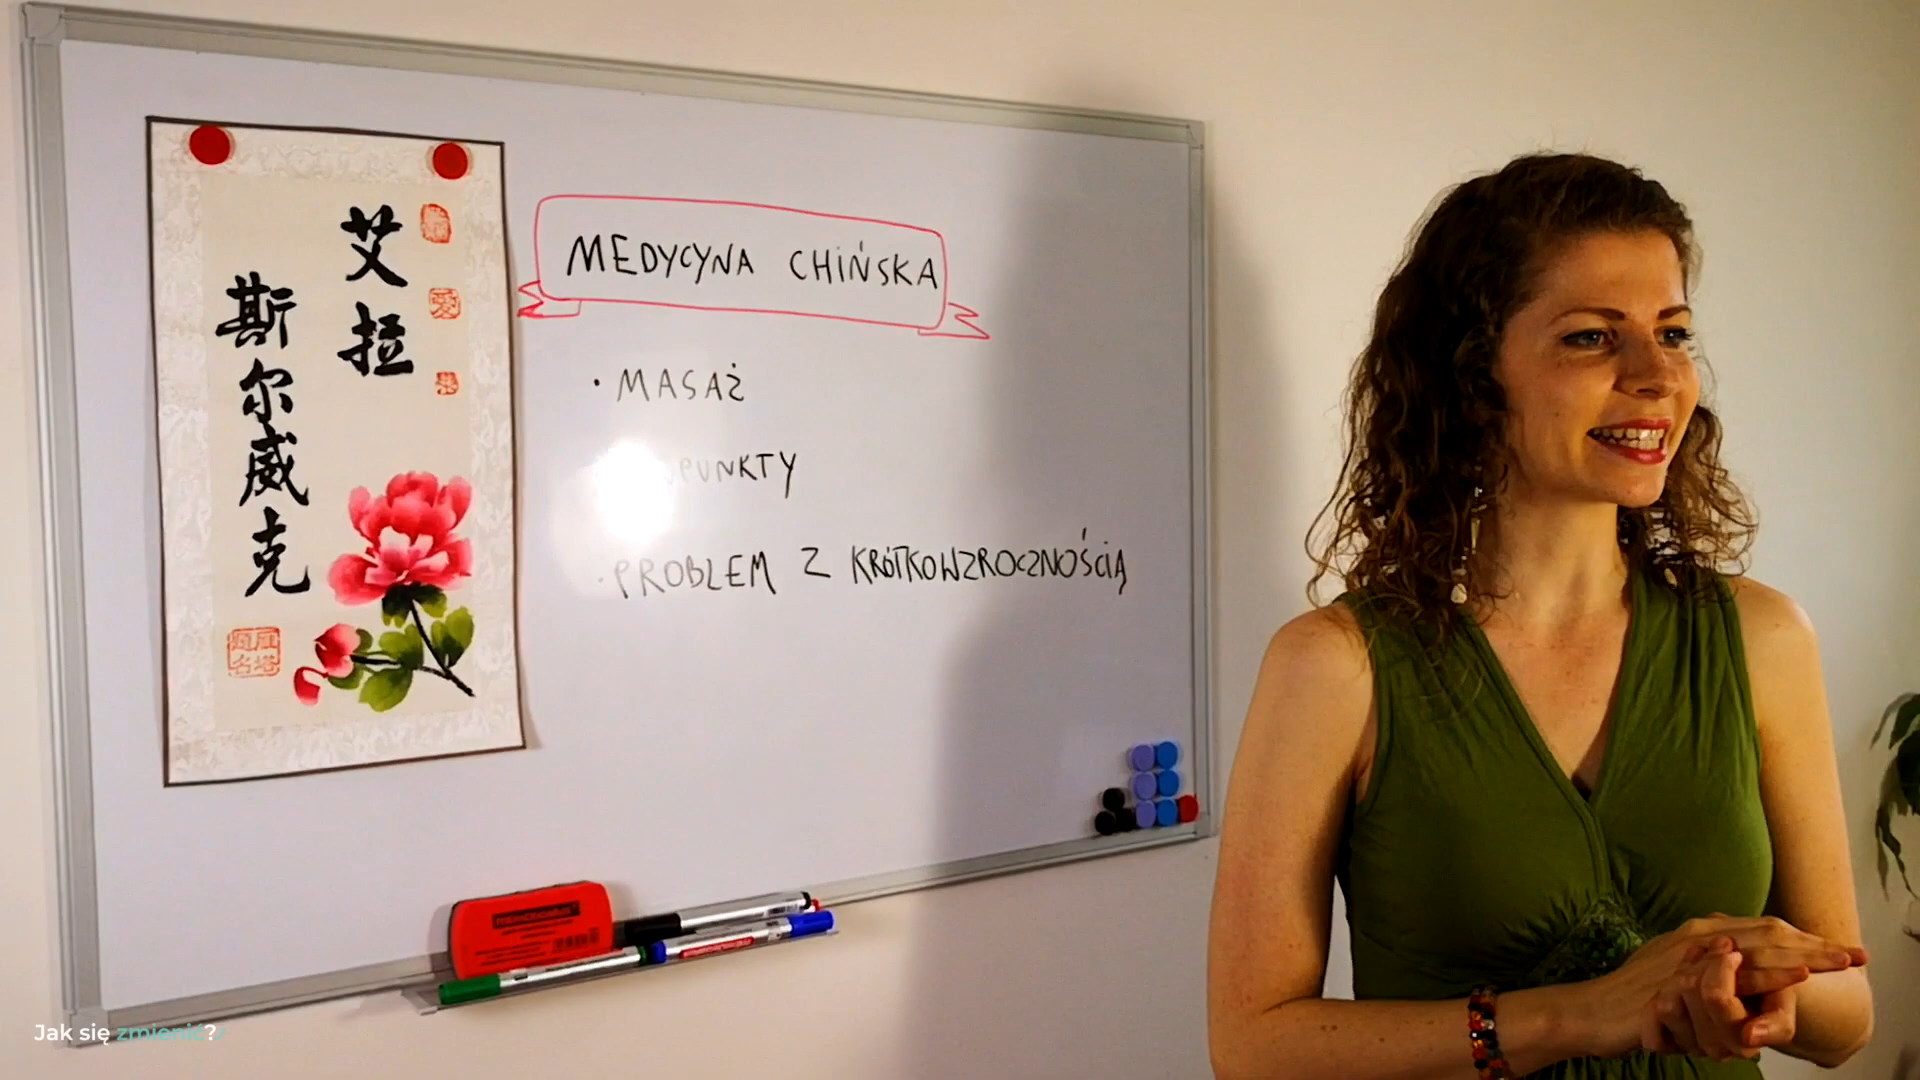 艾拉
斯尔威克
MEDYCYNA CHIŃSKA
• MASAŻ
PUNKTY
• PROBLEM Z KRÓTKOWZROCZNOŚCIĄ
Jak się zmienić?